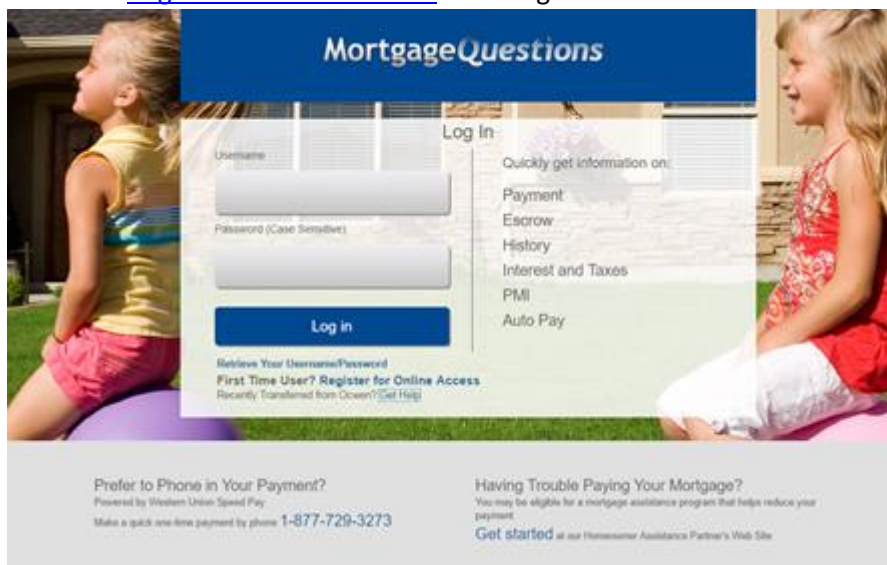 MortgageQuestions
Log In
Username
Password (Case Sensitive)
Log in
Retrieve Your Username/Password
First Time User? Register for Online Access
Recently Transferred from Ocwen? Get Help
Quickly get information on:
Payment
Escrow
History
Interest and Taxes
PMI
Auto Pay
Prefer to Phone in Your Payment?
Powered by Western Union Speed Pay
Make a quick one-time payment by phone 1-877-729-3273
Having Trouble Paying Your Mortgage?
You may be eligible for a mortgage assistance program that helps reduce your
payment
Get started at our Homeowner Assistance Partner's Web Site